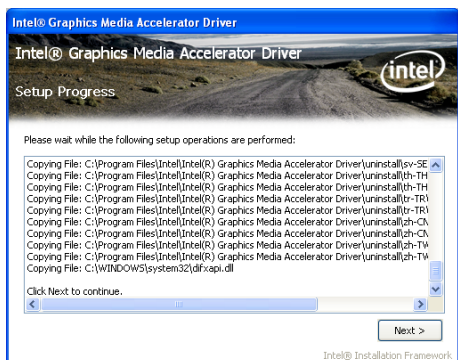 Intel® Graphics Media Accelerator Driver
Intel® Graphics Media Accelerator Driver
intel
Setup Progress
Please wait while the following setup operations are performed:
Copying File: C:\Program Files\Intel\Intel(R) Graphics Media Accelerator Driver\uninstall\sv-SE
Copying File: C:\Program Files\Intel\Intel(R) Graphics Media Accelerator Driver\uninstall\th-TH
Copying File: C:\Program Files\Intel\Intel(R) Graphics Media Accelerator Driver\uninstall\th-TH
Copying File: C:\Program Files\Intel\Intel(R) Graphics Media Accelerator Driver\uninstall\tr-TR\
Copying File: C:\Program Files\Intel\Intel(R) Graphics Media Accelerator Driver\uninstall\tr-TR\
Copying File: C:\Program Files\Intel\Intel(R) Graphics Media Accelerator Driver\uninstall\zh-CN
Copying File: C:\Program Files\Intel\Intel(R) Graphics Media Accelerator Driver\uninstall\zh-CN
Copying File: C:\Program Files\Intel\Intel(R) Graphics Media Accelerator Driver\uninstall\zh-TW
Copying File: C:\Program Files\Intel\Intel(R) Graphics Media Accelerator Driver\uninstall\zh-TW
Copying File: C:\WINDOWS\system32\difxapi.dll
Click Next to continue.
Next >
Intel® Installation Framework